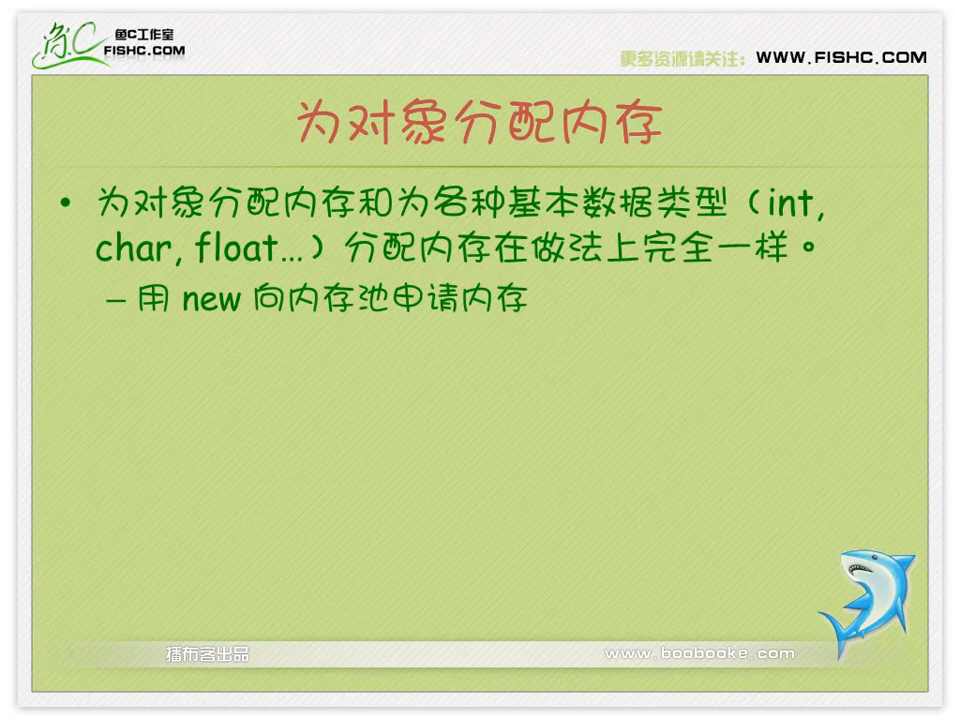 鱼C工作室
FISHC.COM
更多资源请关注: WWW.FISHC.COM
为对象分配内存
• 为对象分配内存和为各种基本数据类型（int,
char, float…）分配内存在做法上完全一样。
– 用 new 向内存池申请内存
播布客出品
www.boobooke.com